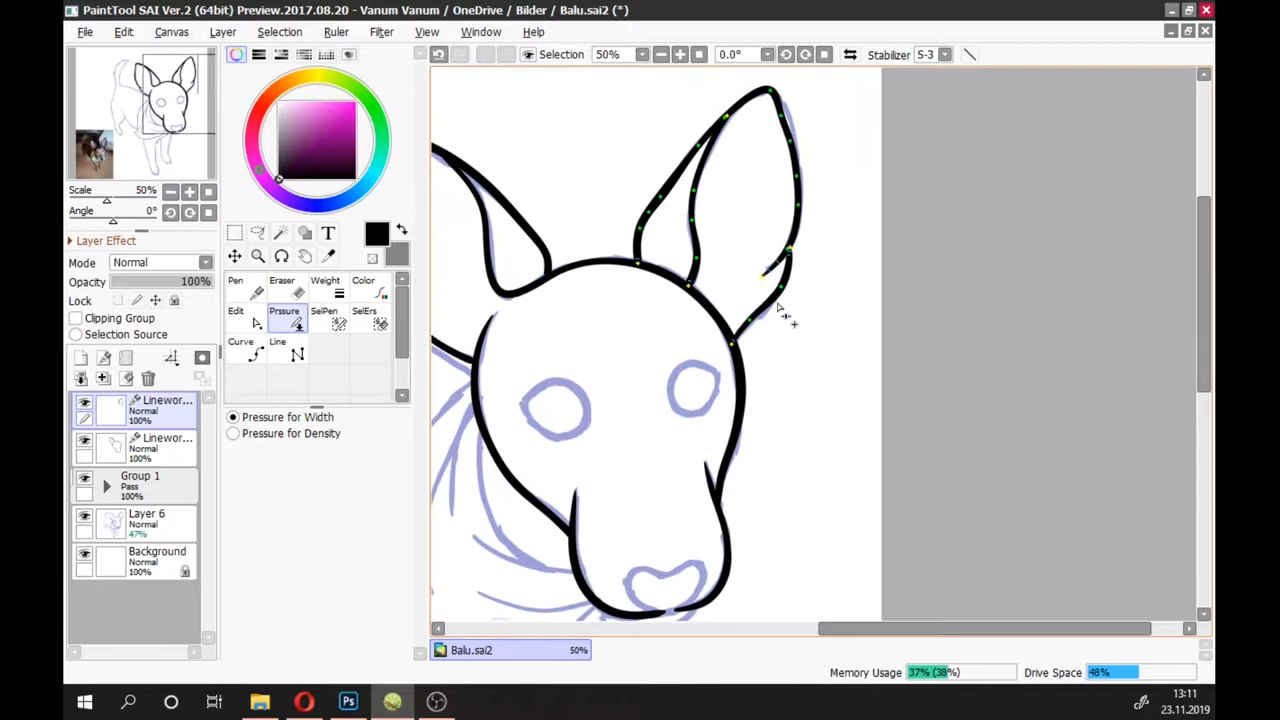 PaintTool SAI Ver.2 (64bit) Preview.2017.08.20 - Vanum Vanum / OneDrive / Bilder / Balu.sai2 (*)
File Edit Canvas Layer Selection Ruler Filter View Window Help
Selection 50% 0.0° Stabilizer S-3
Scale 50%
Angle 0°
Layer Effect
Mode Normal
Opacity 100%
Lock
Clipping Group
Selection Source
Linewor...
Normal
100%
Linewor...
Normal
100%
Group 1
Pass
100%
Layer 6
Normal
47%
Background
Normal
100%
T
Pen Eraser Weight Color
Edit Prssure SelPen SelErs
Curve Line
Pressure for Width
Pressure for Density
Balu.sai2 50%
Memory Usage 37% (38%) Drive Space 48%
Ps
13:11
23.11.2019